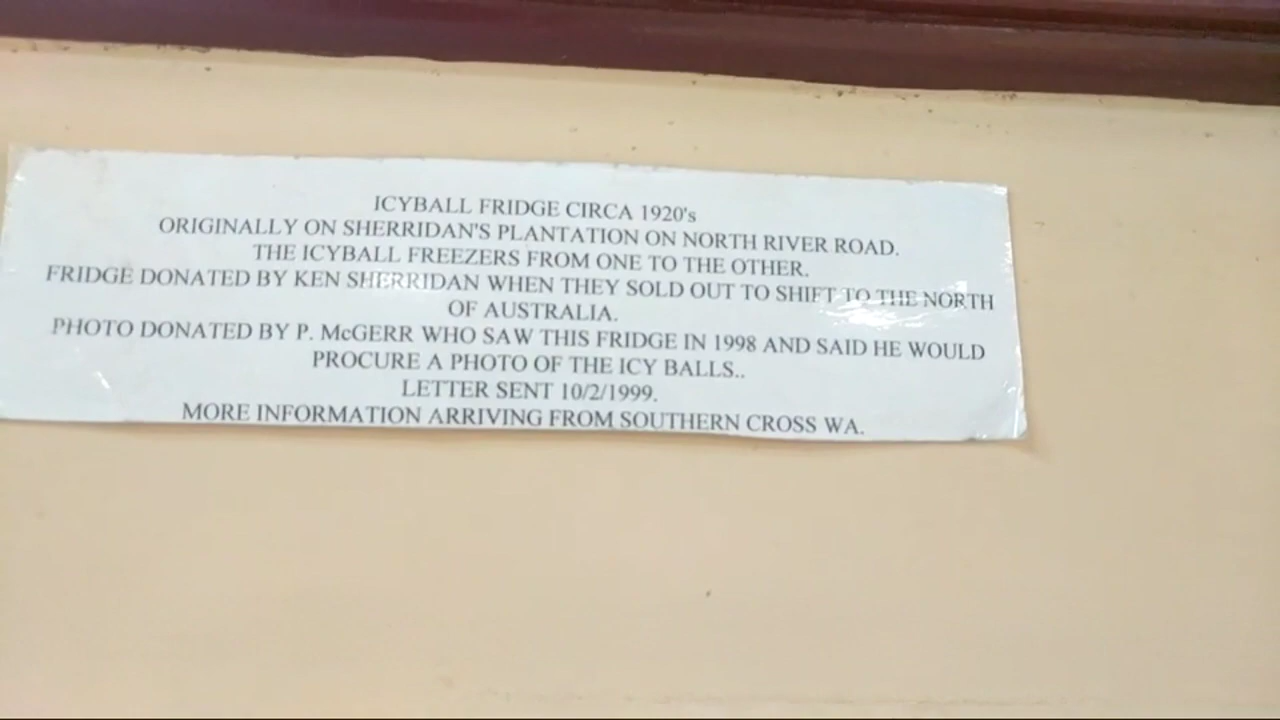 ICYBALL FRIDGE CIRCA 1920's
ORIGINALLY ON SHERRIDAN'S PLANTATION ON NORTH RIVER ROAD.
THE ICYBALL FREEZERS FROM ONE TO THE OTHER.
FRIDGE DONATED BY KEN SHERRIDAN WHEN THEY SOLD OUT TO SHIFT TO THE NORTH
OF AUSTRALIA.
PHOTO DONATED BY P. McGERR WHO SAW THIS FRIDGE IN 1998 AND SAID HE WOULD
PROCURE A PHOTO OF THE ICY BALLS..
LETTER SENT 10/2/1999.
MORE INFORMATION ARRIVING FROM SOUTHERN CROSS WA.